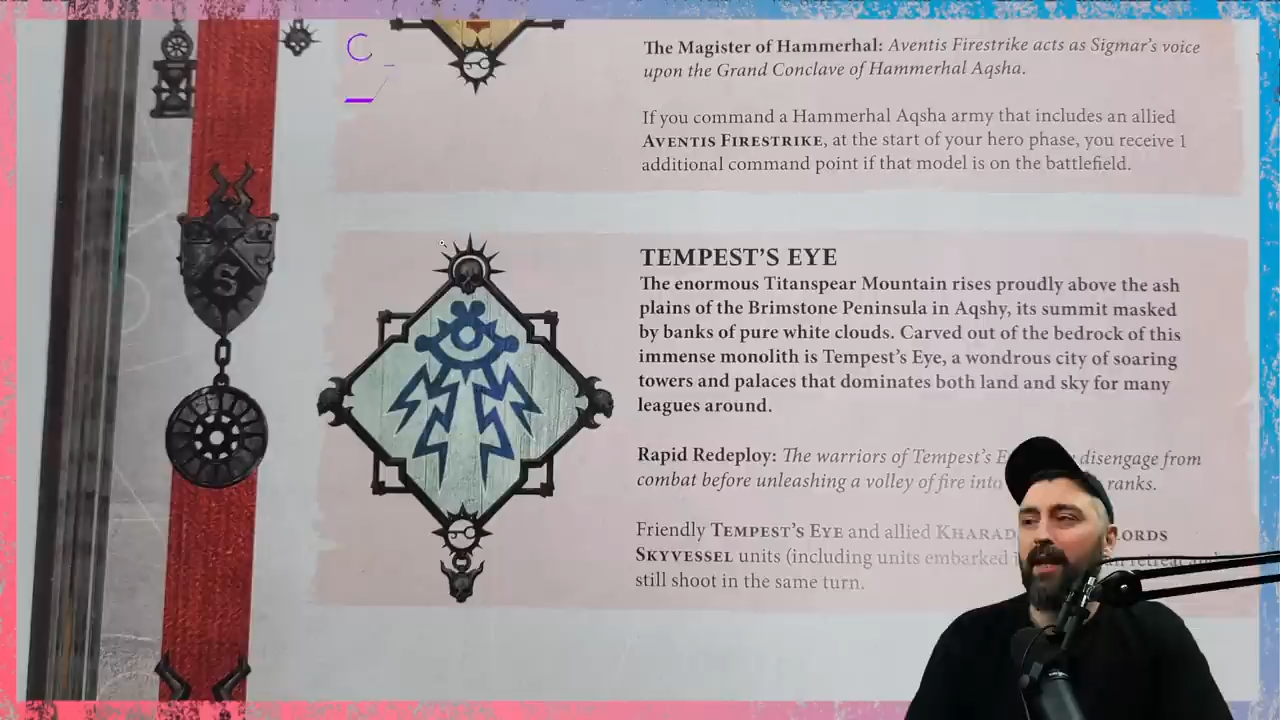 The Magister of Hammerhal: Aventis Firestrike acts as Sigmar's voice
upon the Grand Conclave of Hammerhal Aqsha.
If you command a Hammerhal Aqsha army that includes an allied
AVENTIS FIRESTRIKE, at the start of your hero phase, you receive 1
additional command point if that model is on the battlefield.
S
TEMPEST'S EYE
The enormous Titanspear Mountain rises proudly above the ash
plains of the Brimstone Peninsula in Aqshy, its summit masked
by banks of pure white clouds. Carved out of the bedrock of this
immense monolith is Tempest's Eye, a wondrous city of soaring
towers and palaces that dominates both land and sky for many
leagues around.
Rapid Redeploy: The warriors of Tempest's disengage from
combat before unleashing a volley of fire into ranks.
Friendly TEMPEST'S EYE and allied
SKYVESSEL units (including units embarked
still shoot in the same turn.